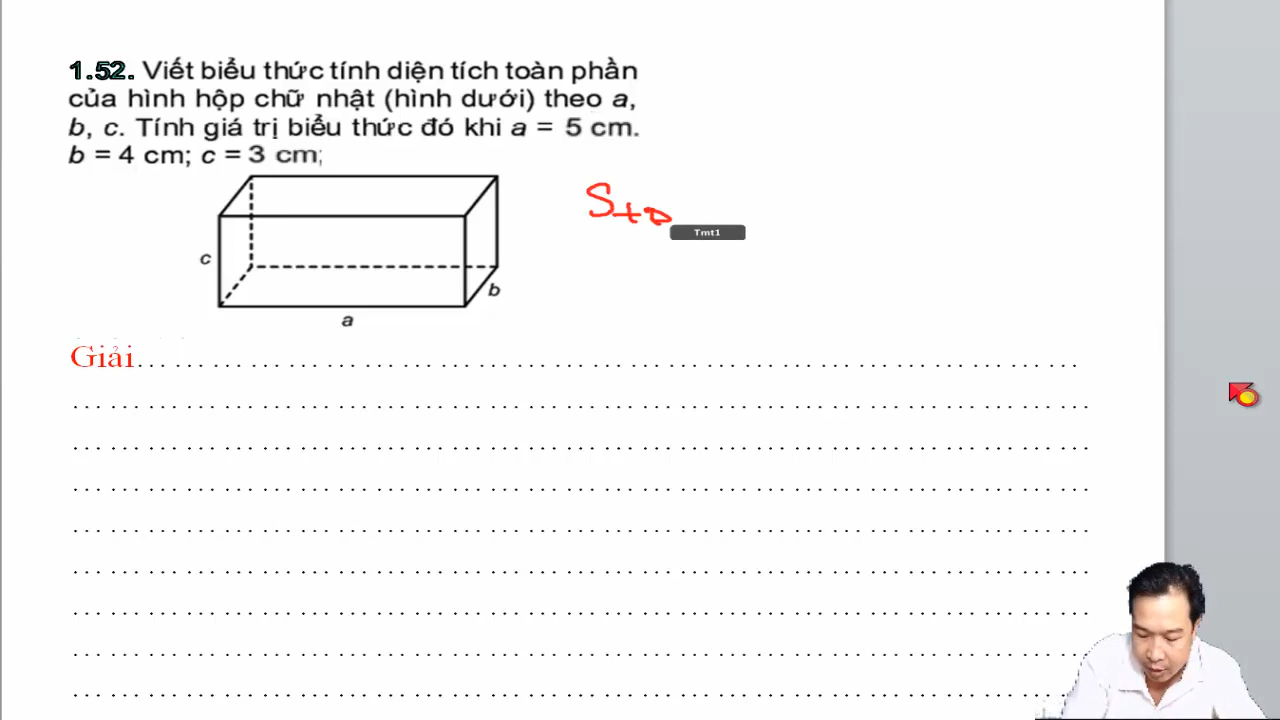 1.52. Viết biểu thức tính diện tích toàn phần
của hình hộp chữ nhật (hình dưới) theo a,
b, c. Tính giá trị biểu thức đó khi a = 5 cm.
b = 4 cm; c = 3 cm;
Stp
Tmt1
c
b
a
Giải……………………………………………………………………
……………………………………………………………………………
……………………………………………………………………………
……………………………………………………………………………
……………………………………………………………………………
……………………………………………………………………………
……………………………………………………………………………
……………………………………………………………………………
……………………………………………………………………………